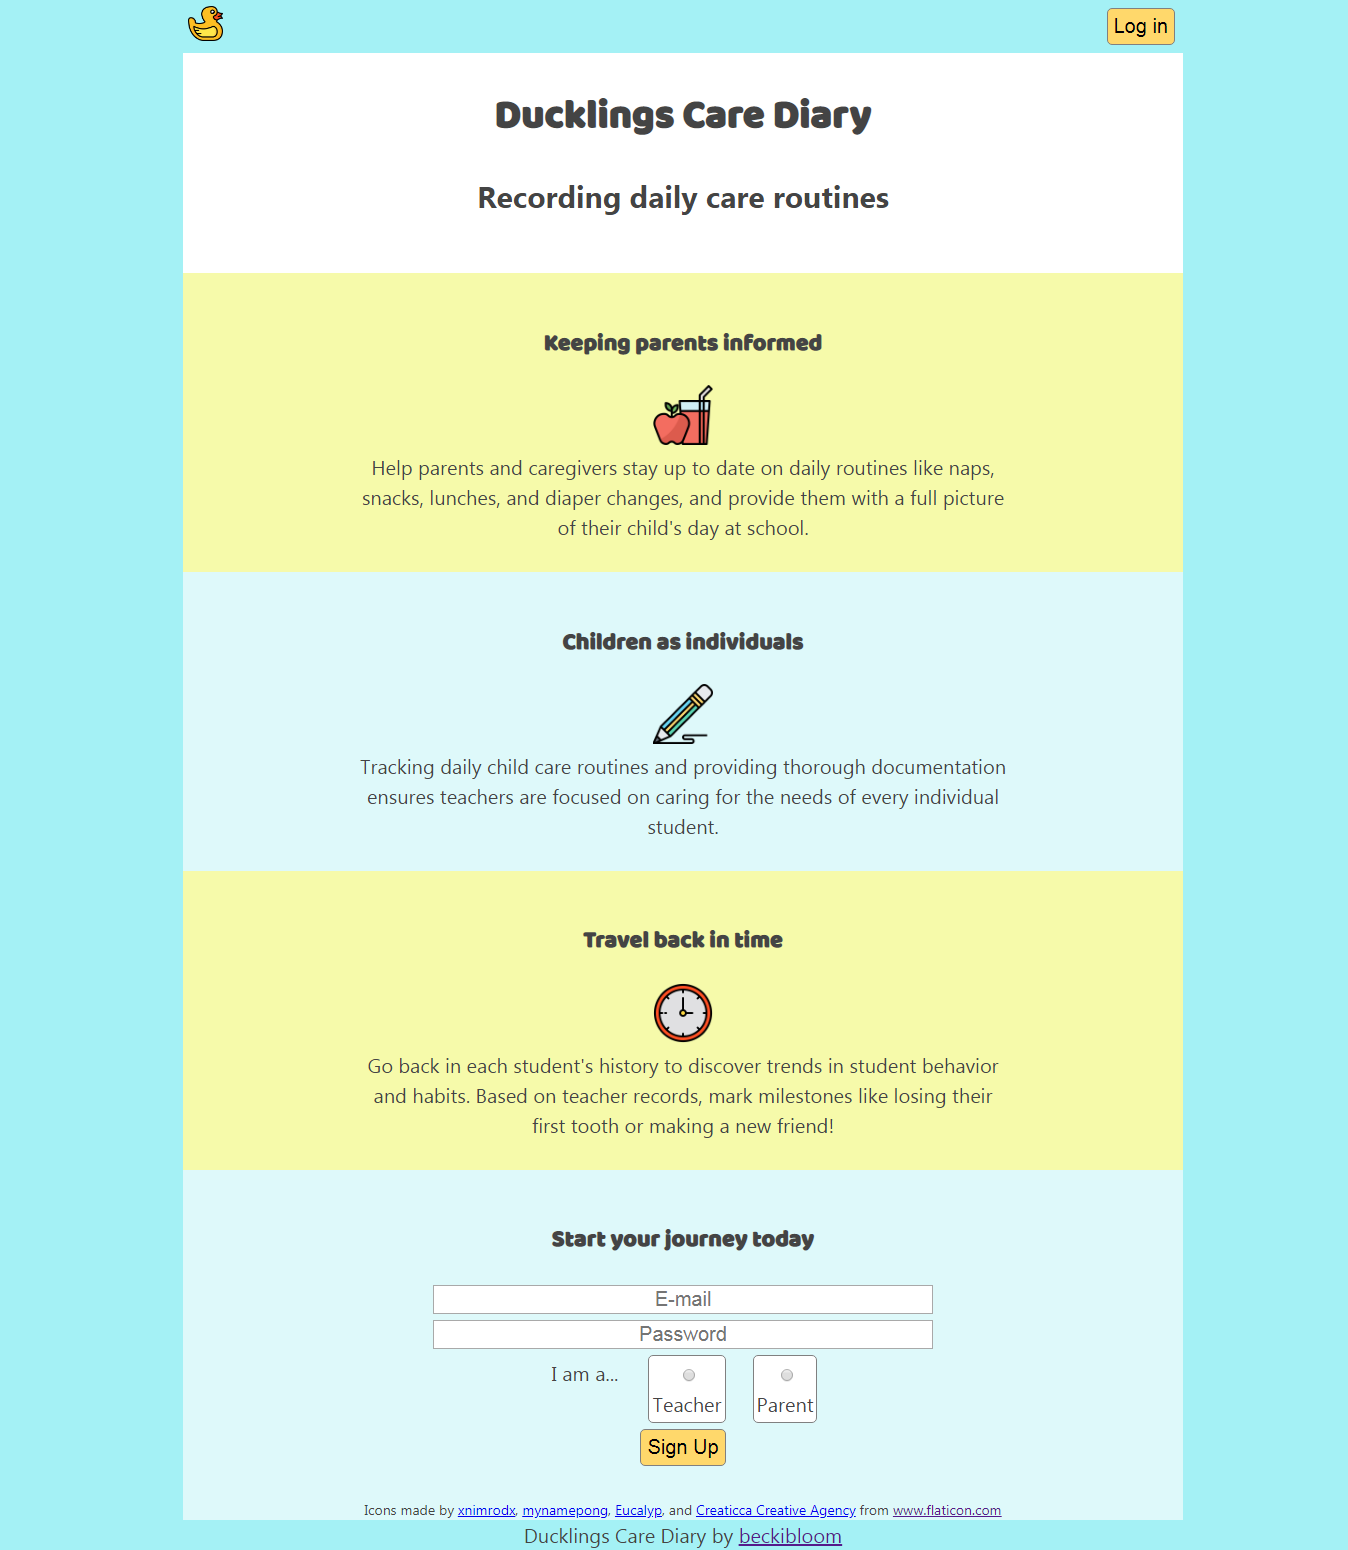 Log in
Ducklings Care Diary
Recording daily care routines
Keeping parents informed
Help parents and caregivers stay up to date on daily routines like naps,
snacks, lunches, and diaper changes, and provide them with a full picture
of their child's day at school.
Children as individuals
Tracking daily child care routines and providing thorough documentation
ensures teachers are focused on caring for the needs of every individual
student.
Travel back in time
Go back in each student's history to discover trends in student behavior
and habits. Based on teacher records, mark milestones like losing their
first tooth or making a new friend!
Start your journey today
E-mail
Password
I am a...
Teacher Parent
Sign Up
Icons made by xnimrodx, mynamepong, Eucalyp, and Creaticca Creative Agency from www.flaticon.com
Ducklings Care Diary by beckibloom